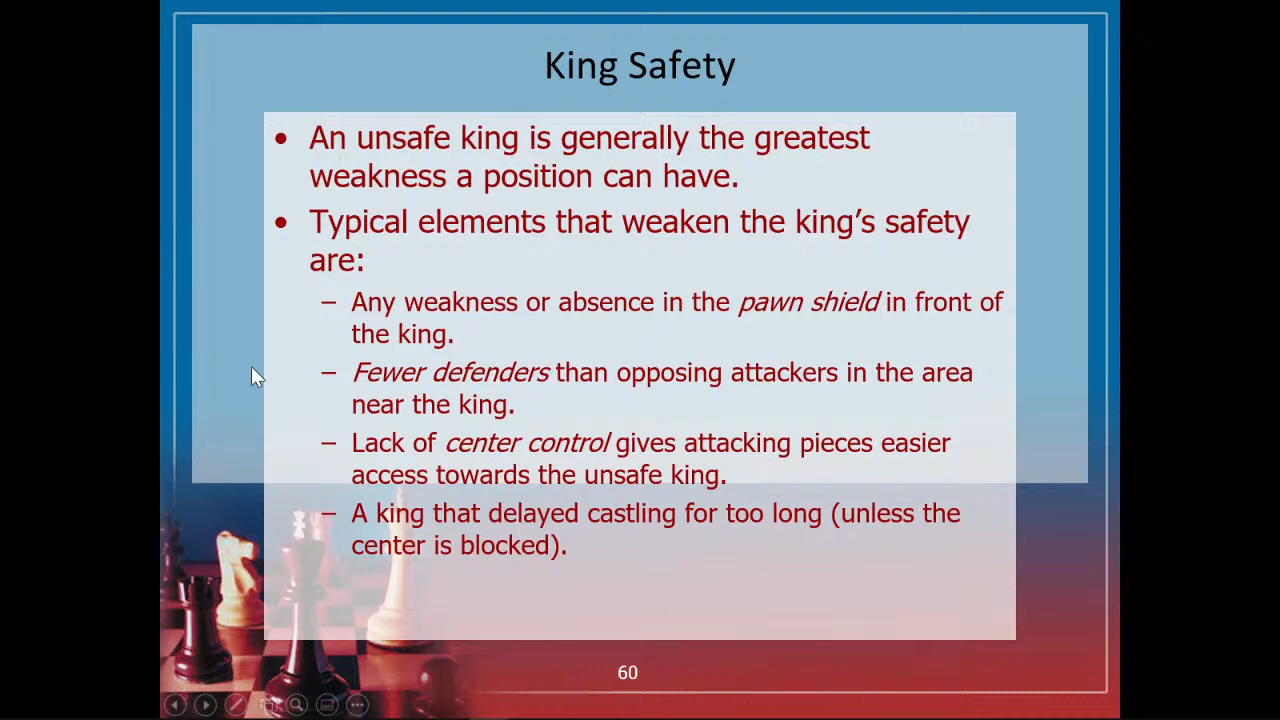 King Safety
• An unsafe king is generally the greatest
weakness a position can have.
• Typical elements that weaken the king’s safety
are:
– Any weakness or absence in the pawn shield in front of
the king.
– Fewer defenders than opposing attackers in the area
near the king.
– Lack of center control gives attacking pieces easier
access towards the unsafe king.
– A king that delayed castling for too long (unless the
center is blocked).
60